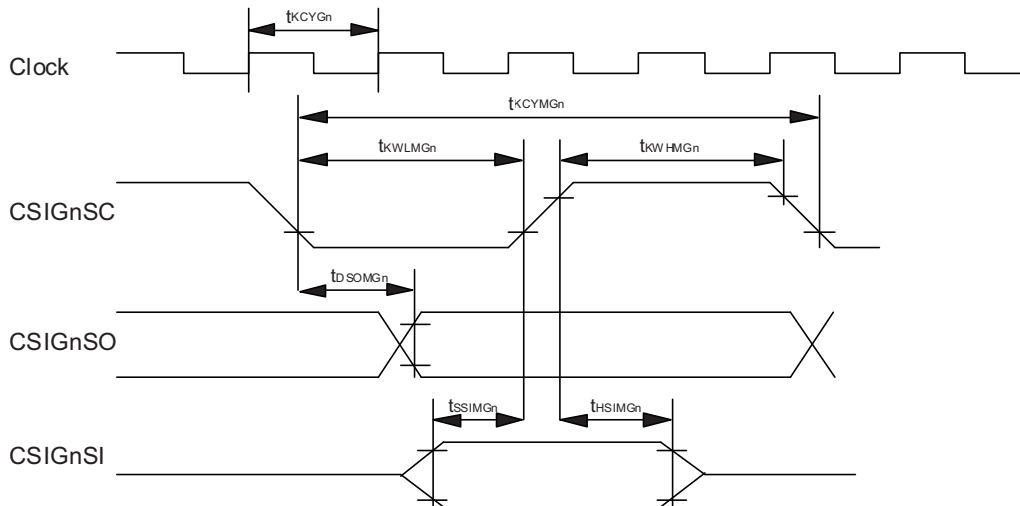 tKCYGn
Clock
tKCYMGn
tKWLMGn
tKWHMGn
CSIGnSC
tDSOMGn
CSIGnSO
tSSIMGn
tHSIMGn
CSIGnSI